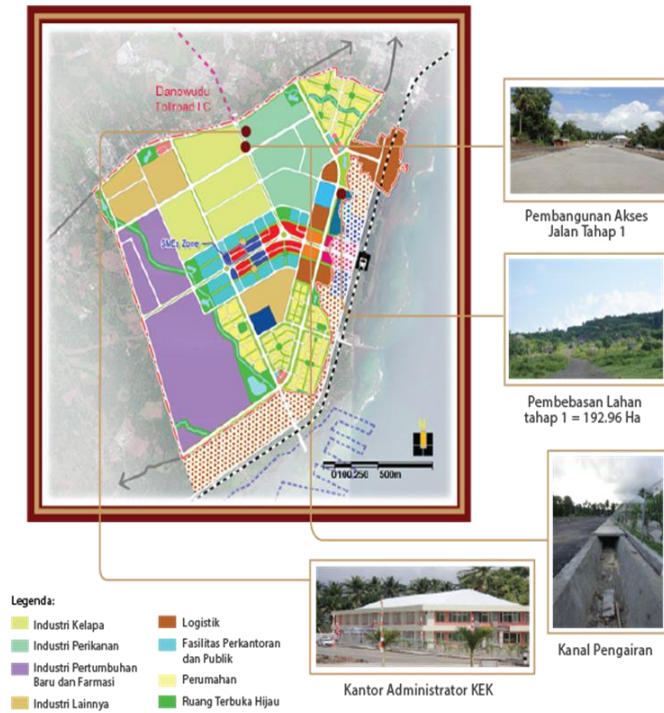 Danowudu
Tollroad I C
SMEs Zone
500m
Pembangunan Akses
Jalan Tahap 1
Pembebasan Lahan
tahap 1 = 192.96 Ha
Kanal Pengairan
Kantor Administrator KEK
Legenda:
Industri Kelapa
Industri Perikanan
Industri Pertumbuhan
Baru dan Farmasi
Industri Lainnya
Logistik
Fasilitas Perkantoran
dan Publik
Perumahan
Ruang Terbuka Hijau